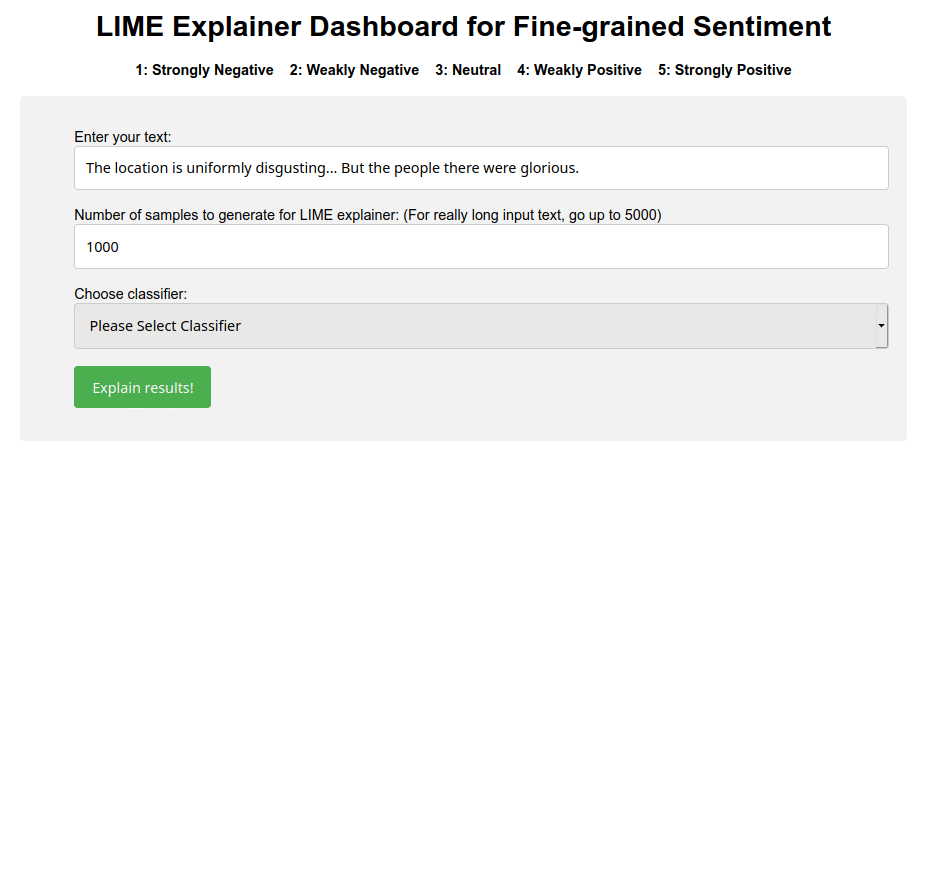 LIME Explainer Dashboard for Fine-grained Sentiment
1: Strongly Negative 2: Weakly Negative 3: Neutral 4: Weakly Positive 5: Strongly Positive
Enter your text:
The location is uniformly disgusting... But the people there were glorious.
Number of samples to generate for LIME explainer: (For really long input text, go up to 5000)
1000
Choose classifier:
Please Select Classifier
Explain results!